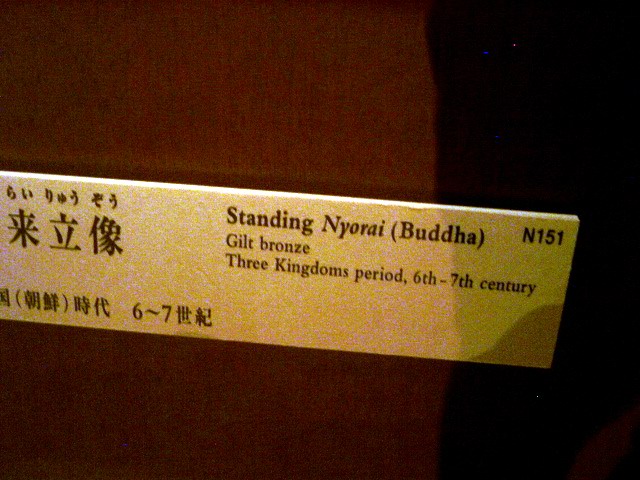 らい りゅう ぞう
来立像
国(朝鮮)時代 6〜7世紀
Standing Nyorai (Buddha) N151
Gilt bronze
Three Kingdoms period, 6th-7th century